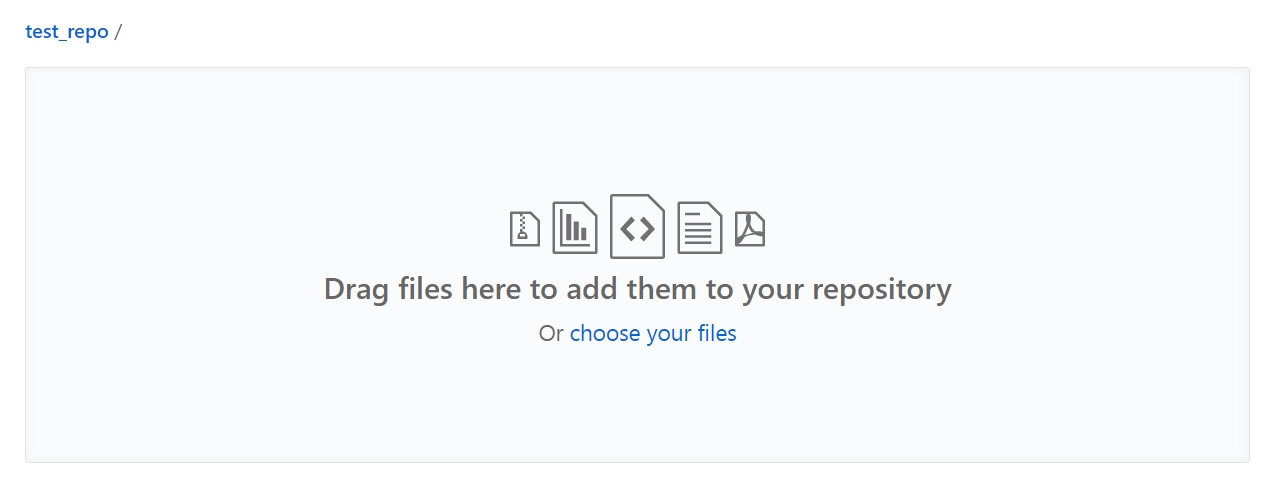 test_repo /
Drag files here to add them to your repository
Or choose your files